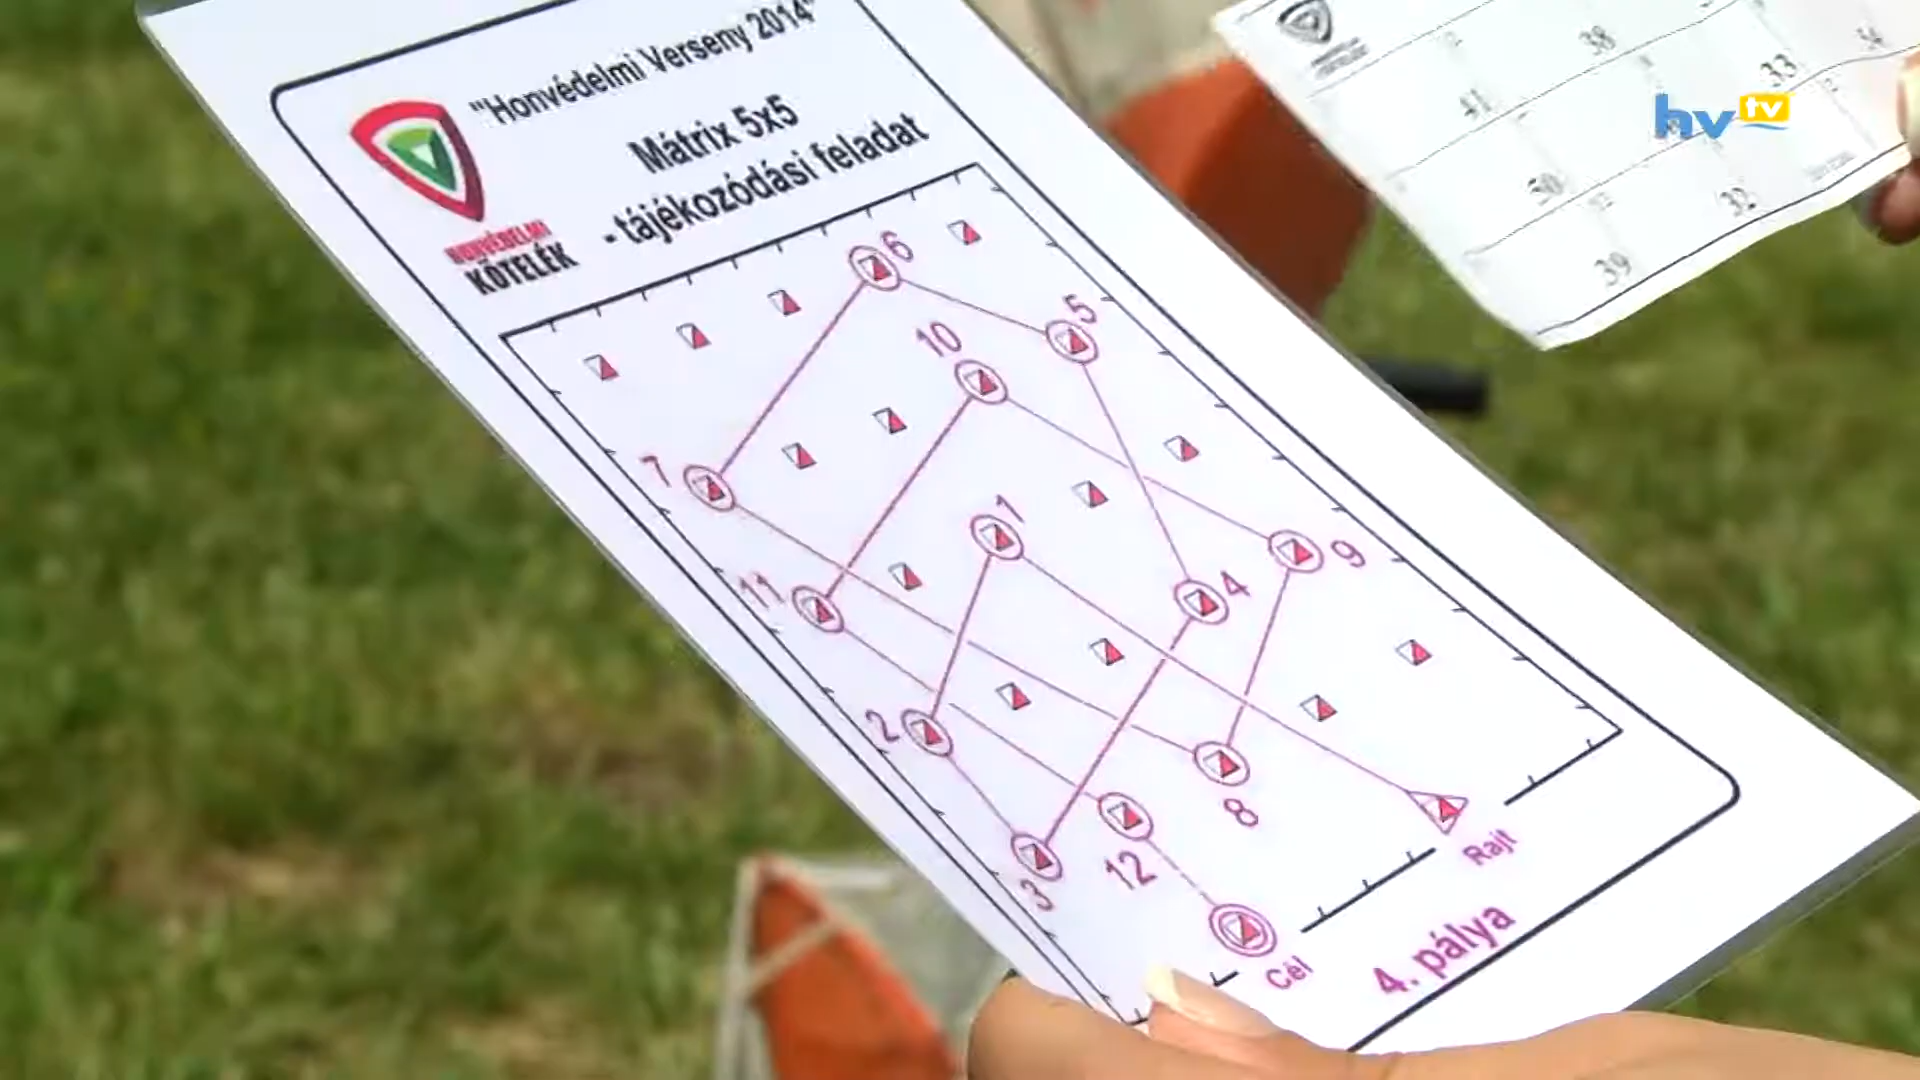 "Honvédelmi Verseny 2014"
Mátrix 5x5
- tájékozódási feladat
HONVÉDELMI
KÖTELÉK
6
5
10
7
1
9
4
11
2
8
12
3
Rajt
Cél
4. pálya
38
41
33
50
32
39
hv tv